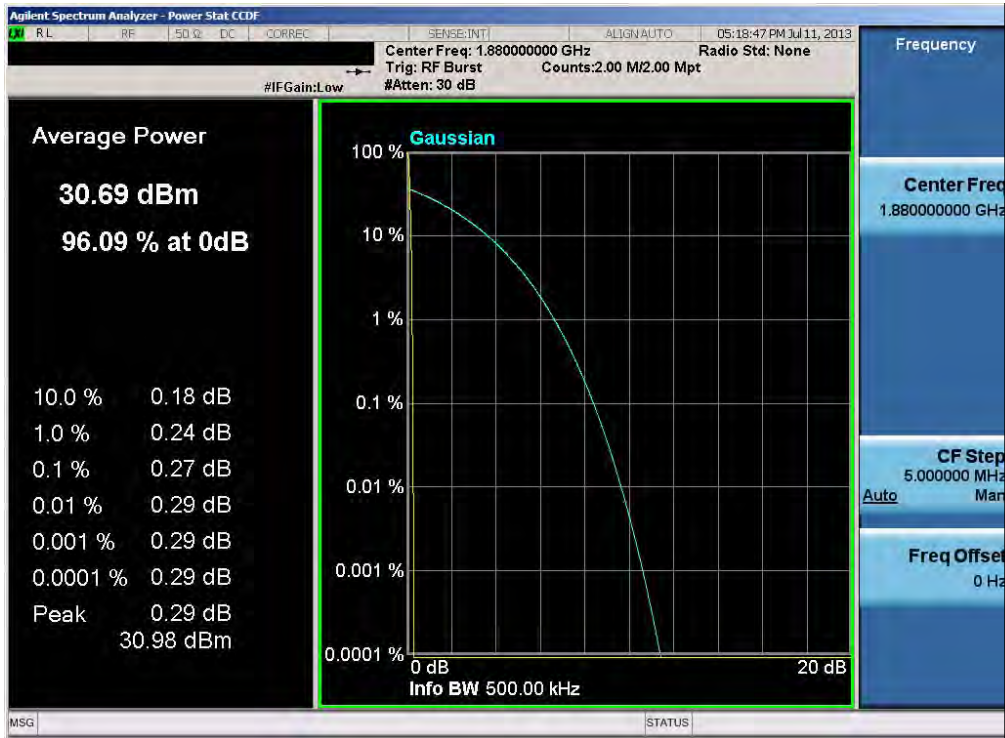 Agilent Spectrum Analyzer - Power Stat CCDF
LXI RL RF 50 Ω DC CORREC SENSE:INT ALIGN AUTO 05:18:47 PM Jul 11, 2013
Center Freq: 1.880000000 GHz Radio Std: None
Trig: RF Burst Counts:2.00 M/2.00 Mpt
#IFGain:Low #Atten: 30 dB
Frequency
Average Power
30.69 dBm
96.09 % at 0dB
10.0 % 0.18 dB
1.0 % 0.24 dB
0.1 % 0.27 dB
0.01 % 0.29 dB
0.001 % 0.29 dB
0.0001 % 0.29 dB
Peak 0.29 dB
30.98 dBm
Gaussian
100 %
10 %
1 %
0.1 %
0.01 %
0.001 %
0.0001 %
0 dB 20 dB
Info BW 500.00 kHz
Center Freq
1.880000000 GHz
CF Step
5.000000 MHz
Auto Man
Freq Offset
0 Hz
MSG STATUS